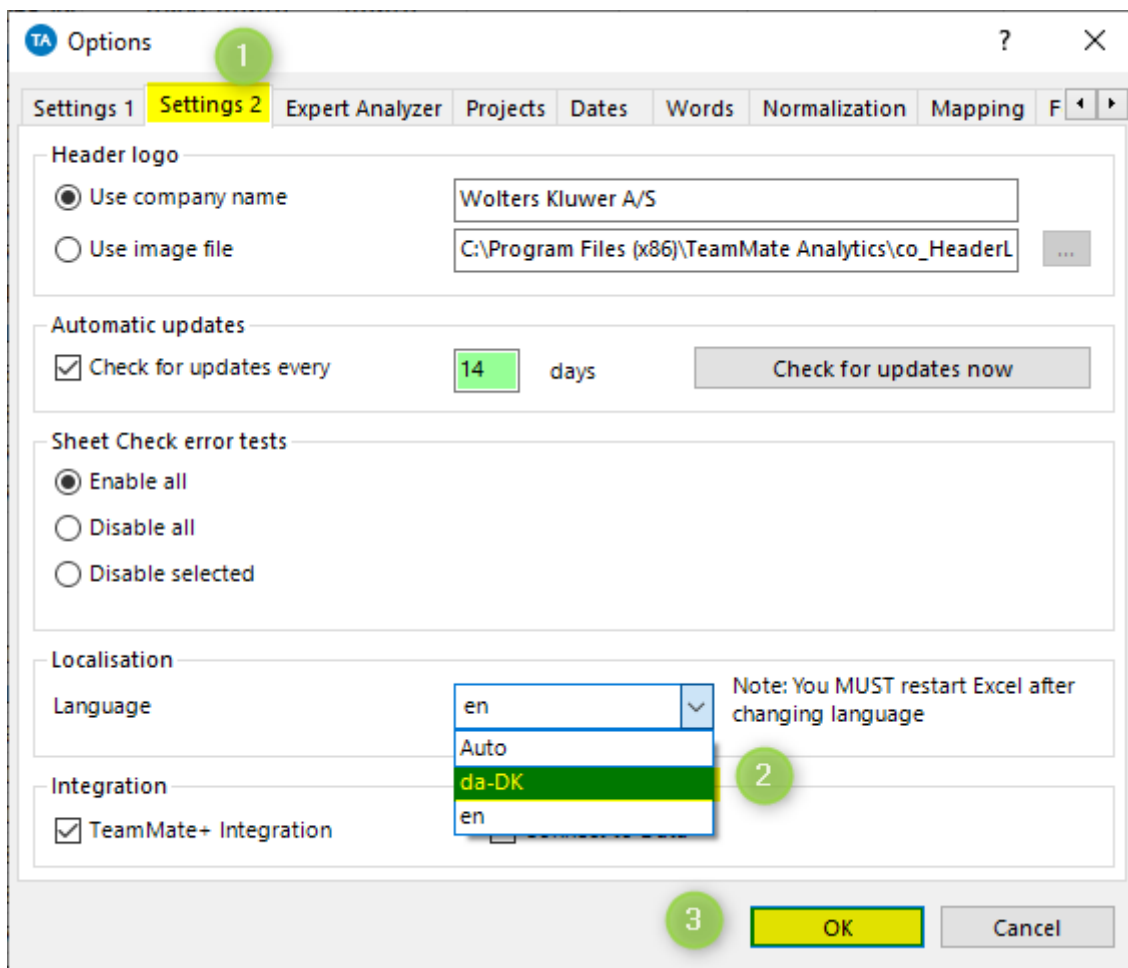 TA Options ? ×
1
Settings 1 Settings 2 Expert Analyzer Projects Dates Words Normalization Mapping F
Header logo
Use company name Wolters Kluwer A/S
Use image file C:\Program Files (x86)\TeamMate Analytics\co_HeaderL ...
Automatic updates
Check for updates every 14 days Check for updates now
Sheet Check error tests
Enable all
Disable all
Disable selected
Localisation
Language en Note: You MUST restart Excel after
changing language
Auto
da-DK 2
en
Integration
TeamMate+ Integration
3 OK Cancel